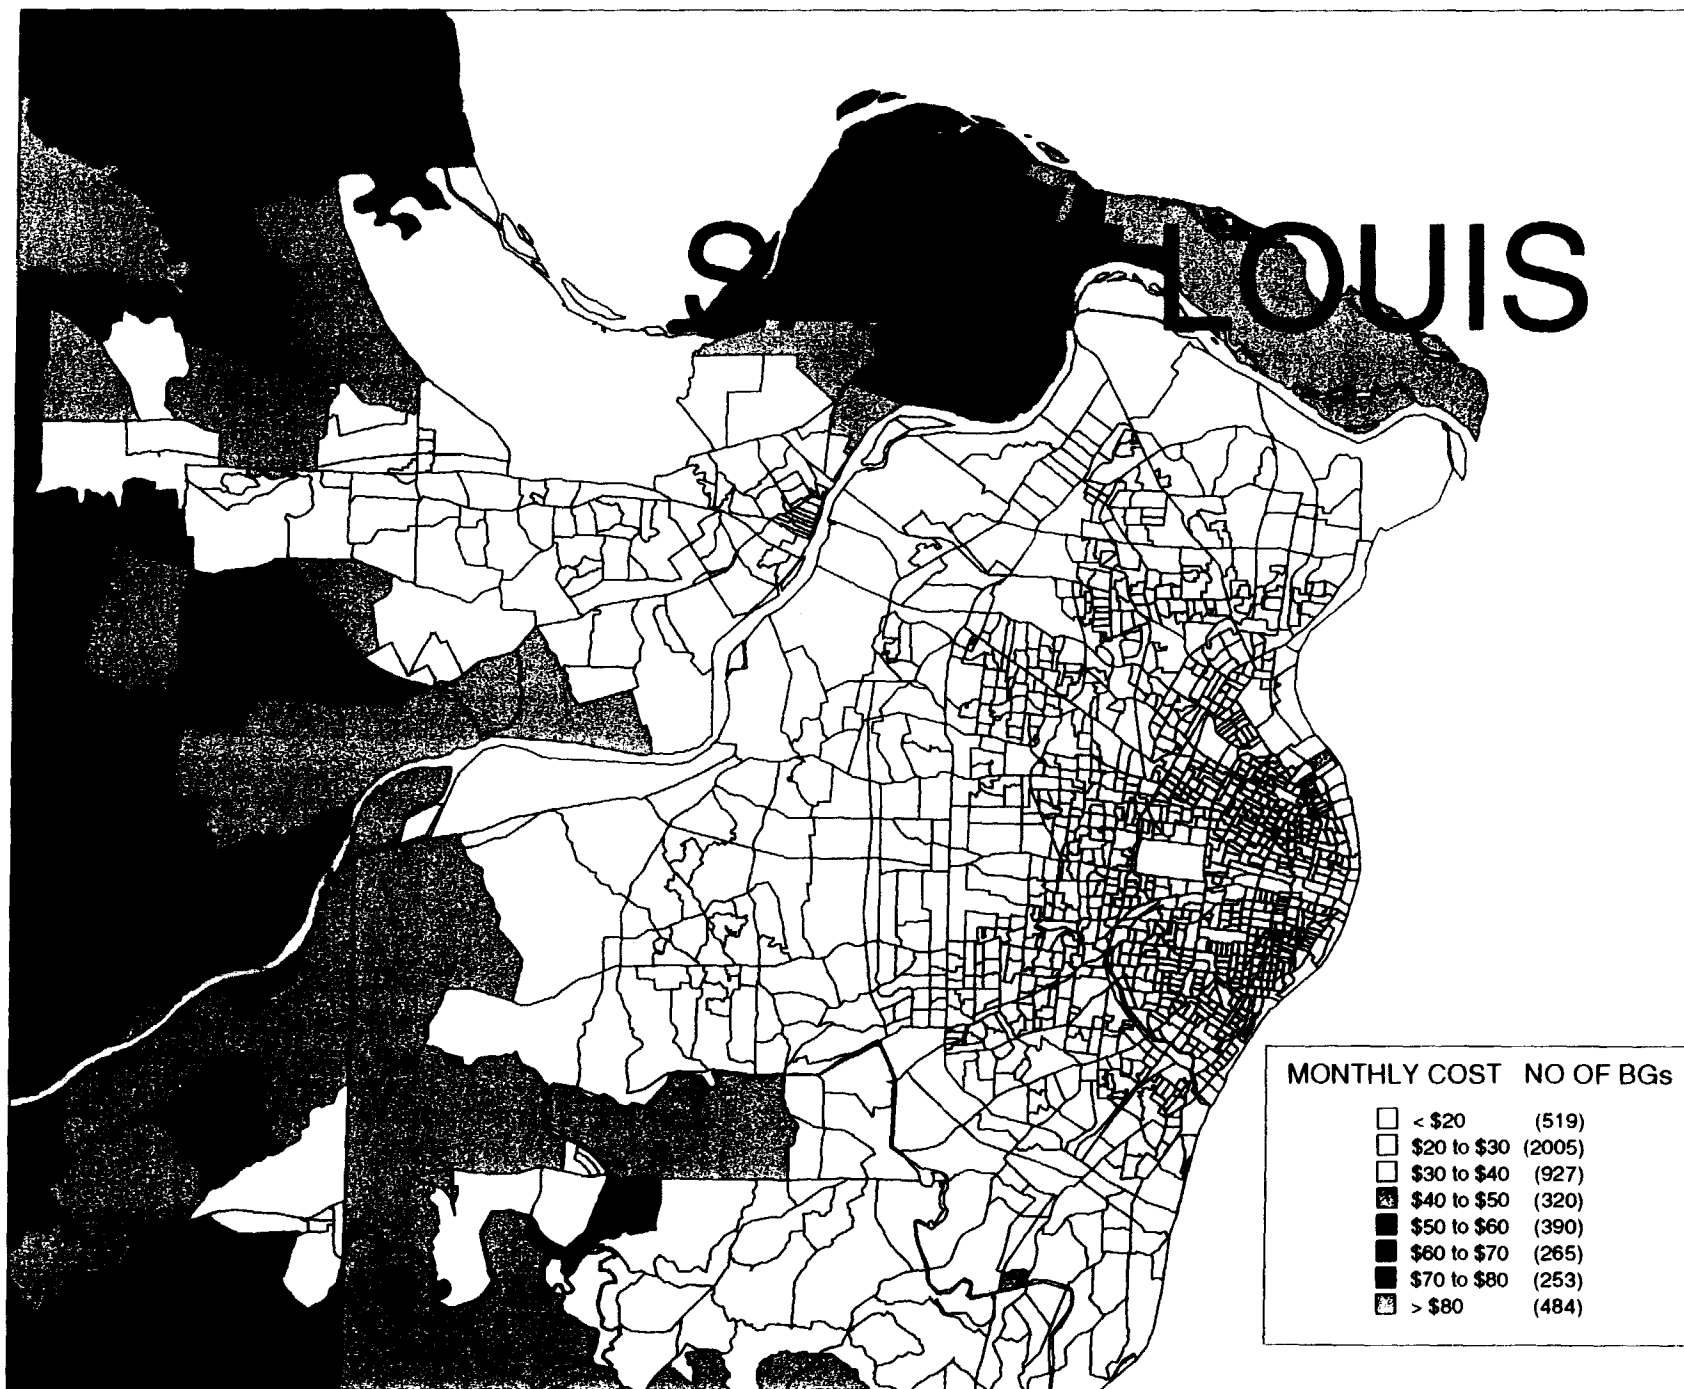 S LOUIS
MONTHLY COST NO OF BGs
< $20 (519)
$20 to $30 (2005)
$30 to $40 (927)
$40 to $50 (320)
$50 to $60 (390)
$60 to $70 (265)
$70 to $80 (253)
> $80 (484)